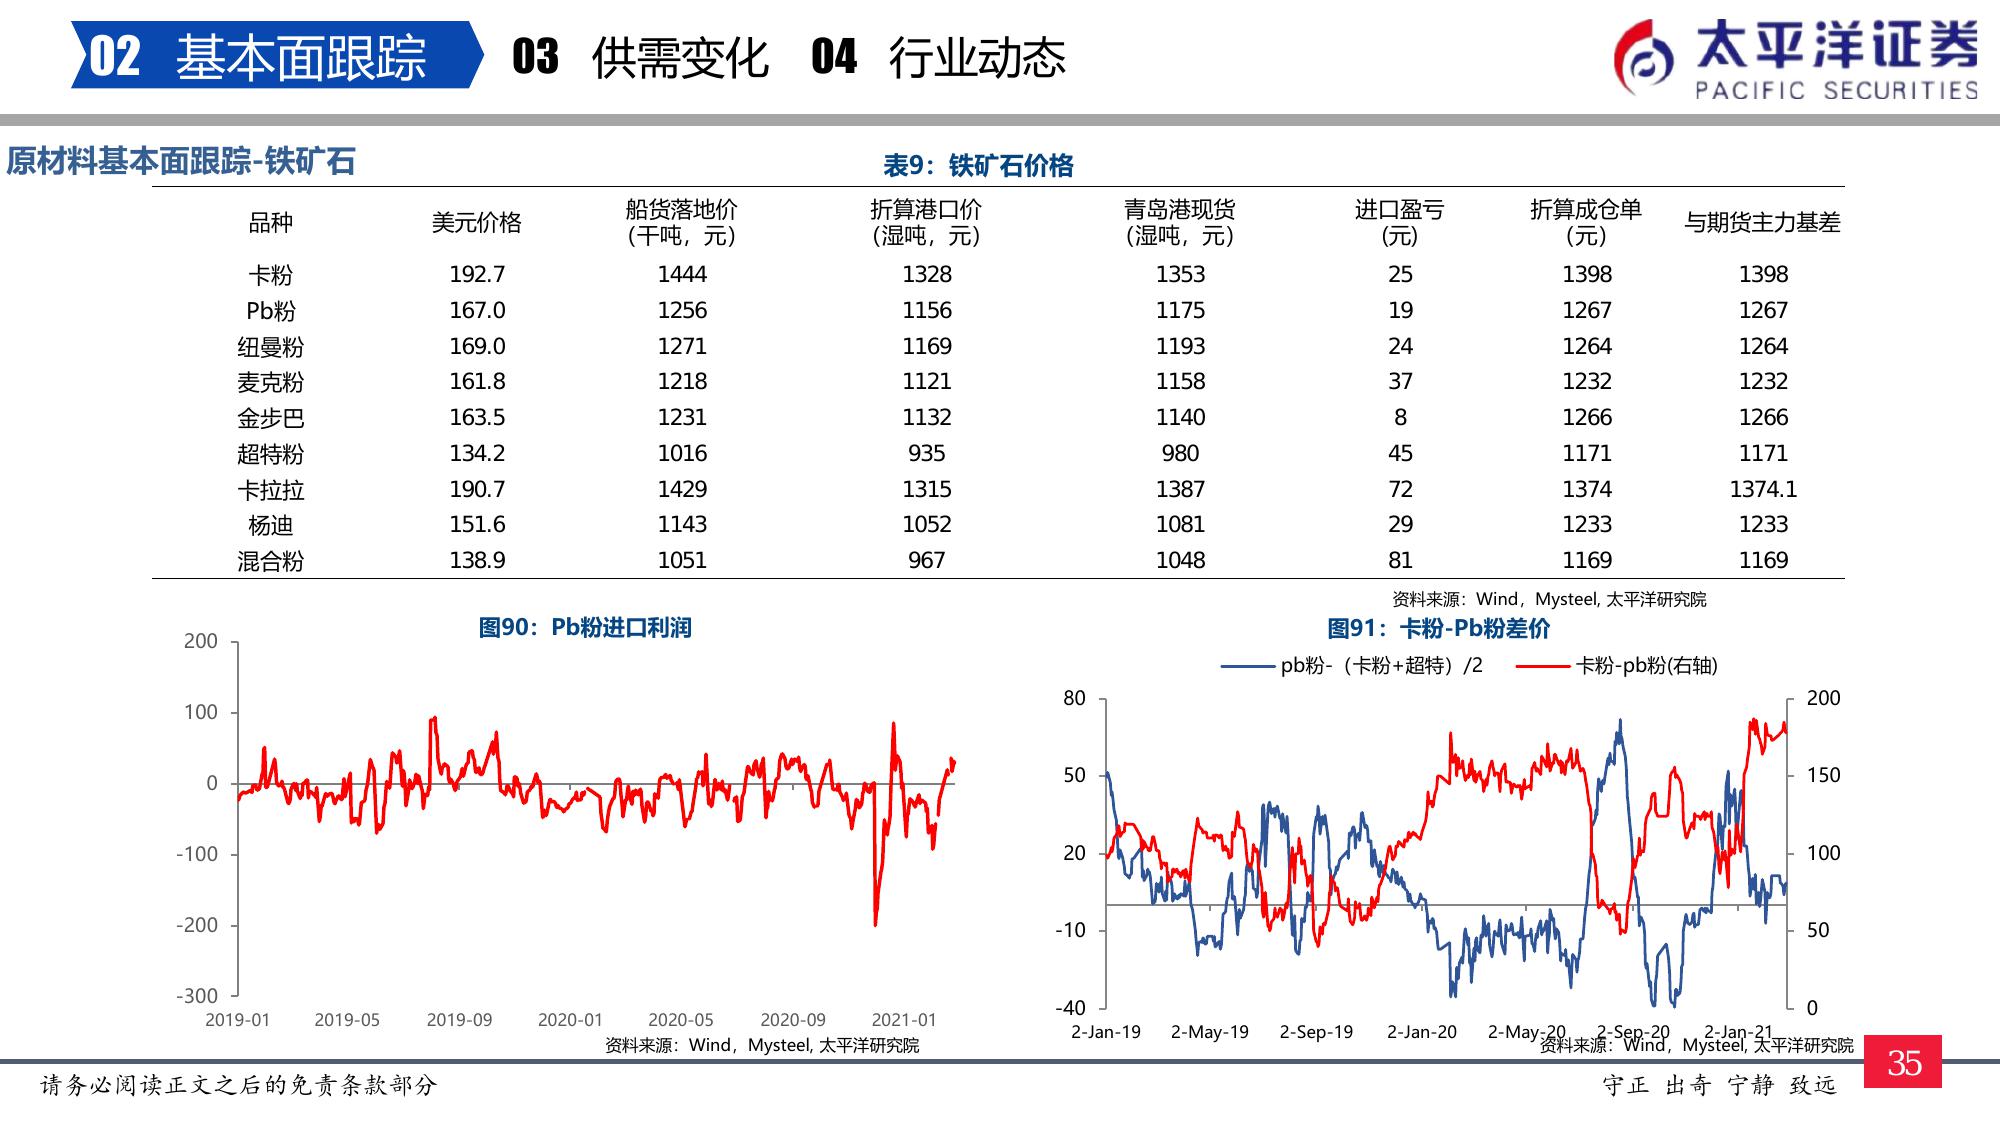 02 基本面跟踪 03 供需变化 04 行业动态
太平洋证券
PACIFIC SECURITIES
原材料基本面跟踪-铁矿石
表9：铁矿石价格
品种 美元价格 船货落地价（干吨，元） 折算港口价（湿吨，元） 青岛港现货（湿吨，元） 进口盈亏（元） 折算成仓单（元） 与期货主力基差
卡粉 192.7 1444 1328 1353 25 1398 1398
Pb粉 167.0 1256 1156 1175 19 1267 1267
纽曼粉 169.0 1271 1169 1193 24 1264 1264
麦克粉 161.8 1218 1121 1158 37 1232 1232
金步巴 163.5 1231 1132 1140 8 1266 1266
超特粉 134.2 1016 935 980 45 1171 1171
卡拉拉 190.7 1429 1315 1387 72 1374 1374.1
杨迪 151.6 1143 1052 1081 29 1233 1233
混合粉 138.9 1051 967 1048 81 1169 1169
资料来源：Wind，Mysteel, 太平洋研究院
图90：Pb粉进口利润
200
100
0
-100
-200
-300
2019-01 2019-05 2019-09 2020-01 2020-05 2020-09 2021-01
资料来源：Wind，Mysteel, 太平洋研究院
图91：卡粉-Pb粉差价
pb粉-（卡粉+超特）/2 卡粉-pb粉(右轴)
80 200
50 150
20 100
-10 50
-40 0
2-Jan-19 2-May-19 2-Sep-19 2-Jan-20 2-May-20 2-Sep-20 2-Jan-21
资料来源：Wind，Mysteel, 太平洋研究院
请务必阅读正文之后的免责条款部分
守正 出奇 宁静 致远
35